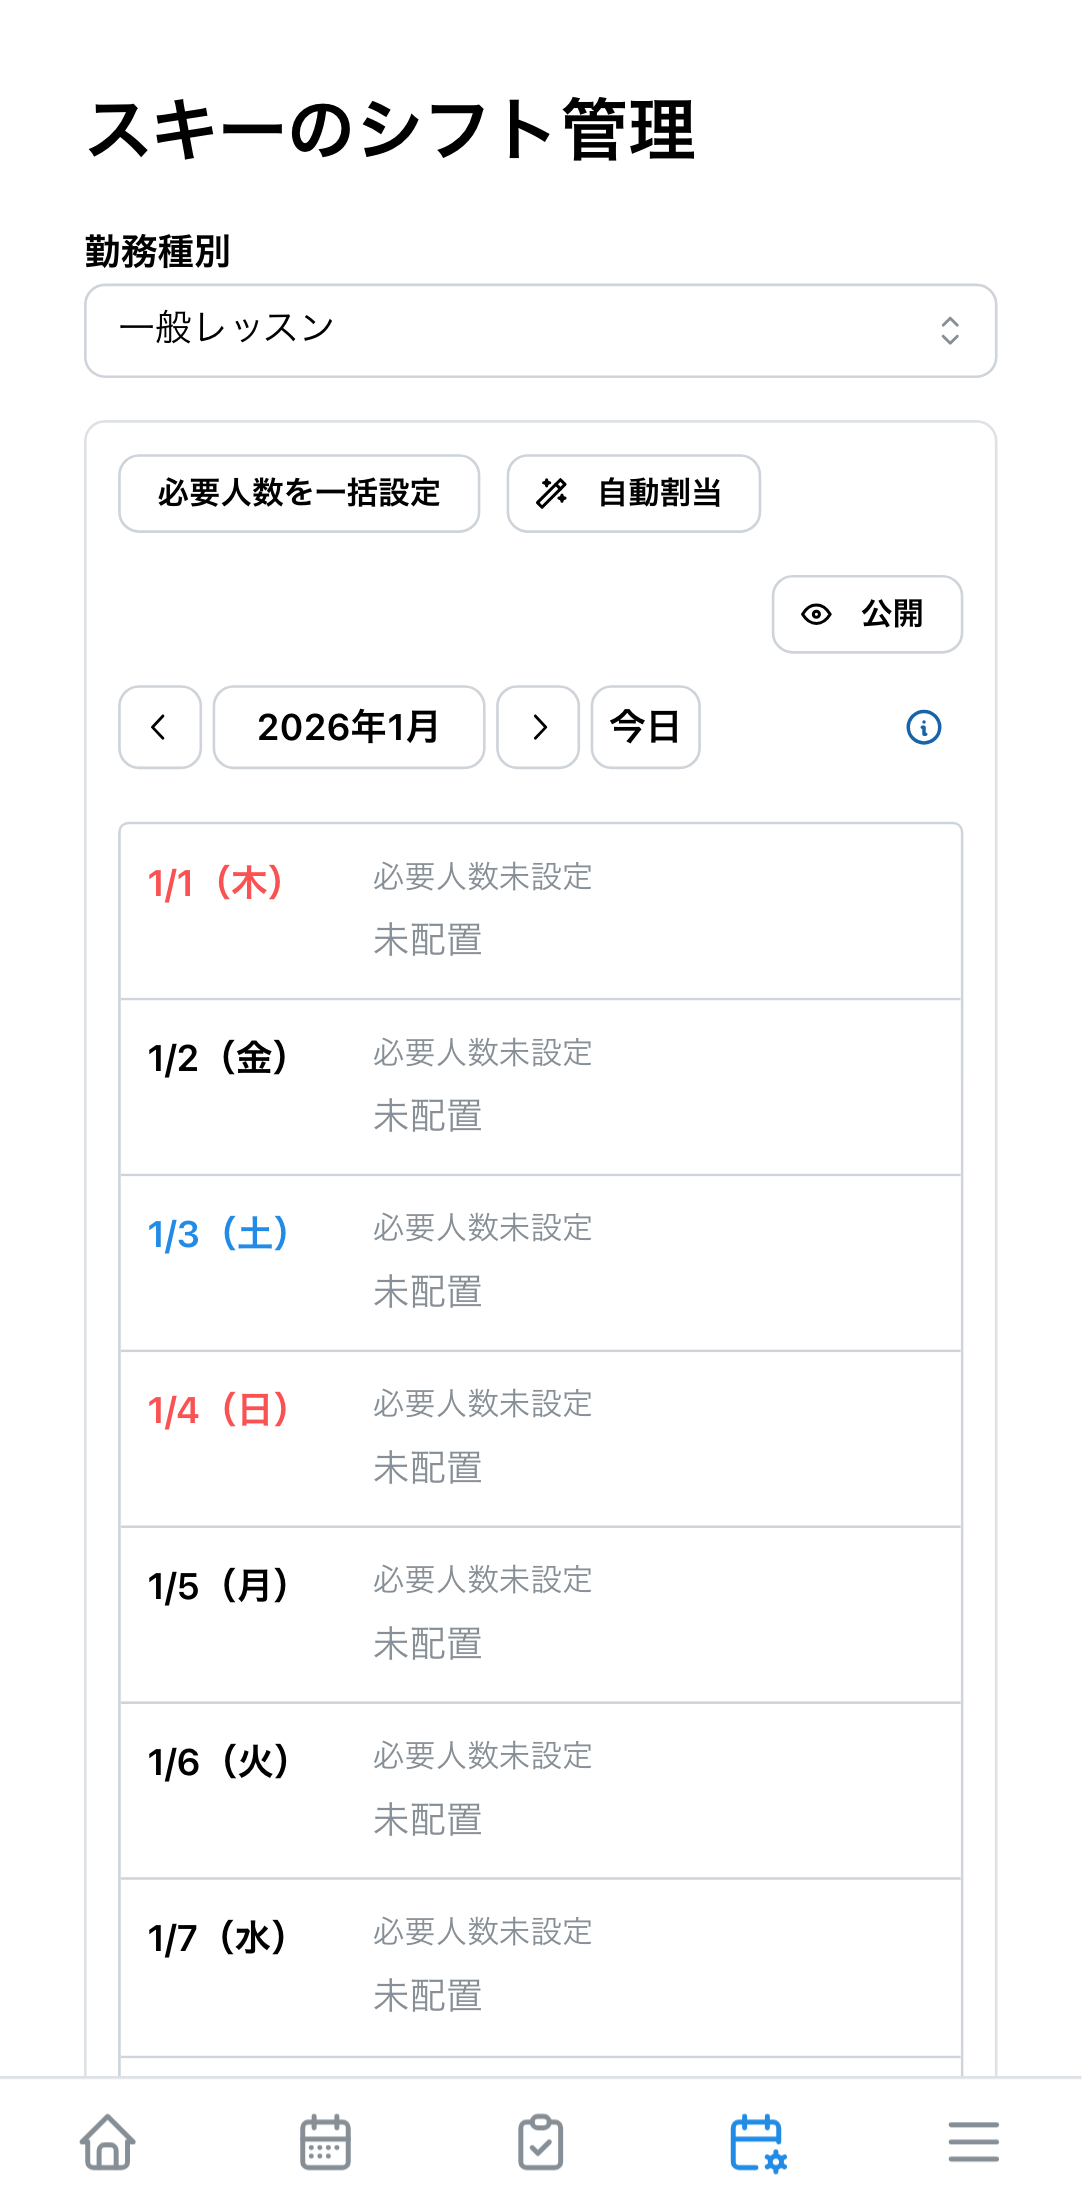 スキーのシフト管理
勤務種別
一般レッスン
必要人数を一括設定
自動割当
公開
2026年1月
今日
1/1（木）
必要人数未設定
未配置
1/2（金）
必要人数未設定
未配置
1/3（土）
必要人数未設定
未配置
1/4（日）
必要人数未設定
未配置
1/5（月）
必要人数未設定
未配置
1/6（火）
必要人数未設定
未配置
1/7（水）
必要人数未設定
未配置